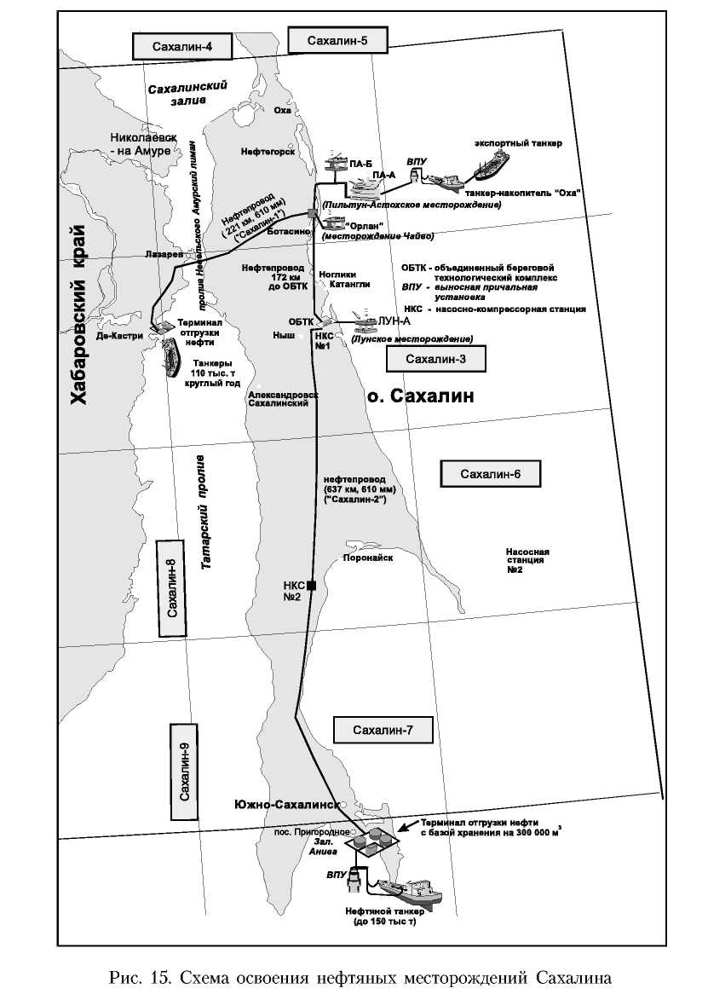 Сахалин-4
Сахалин-5
Сахалинский
залив
Оха
Николаевск
- на Амуре
Нефтегорск
ПА-Б
ПА-А
ВПУ
экспортный танкер
танкер-накопитель "Оха"
(Пильтун-Астохское месторождение)
Нефтепровод
( 221 км, 610 мм)
("Сахалин-1")
пролив Невельского Амурский лиман
Ботасино
"Орлан"
(месторождение Чайво)
Хабаровский край
Лазарев
Нефтепровод
172 км
до ОБТК
Ноглики
Катангли
ОБТК - объединенный береговой
технологический комплекс
ВПУ - выносная причальная
установка
НКС - насосно-компрессорная станция
Де-Кастри
Терминал
отгрузки
нефти
ОБТК
Ныш
НКС
№1
ЛУН-А
(Лунское месторождение)
Танкеры
110 тыс. т
круглый год
Сахалин-3
Александровск
Сахалинский
о. Сахалин
Татарский пролив
нефтепровод
(637 км, 610 мм)
("Сахалин-2")
Сахалин-6
Поронайск
Насосная
станция
№2
Сахалин-8
НКС
№2
Сахалин-7
Сахалин-9
Южно-Сахалинск
пос. Пригородное
Зал.
Анива
Терминал отгрузки нефти
с базой хранения на 300 000 м³
ВПУ
Нефтяной танкер
(до 150 тыс т)
Рис. 15. Схема освоения нефтяных месторождений Сахалина